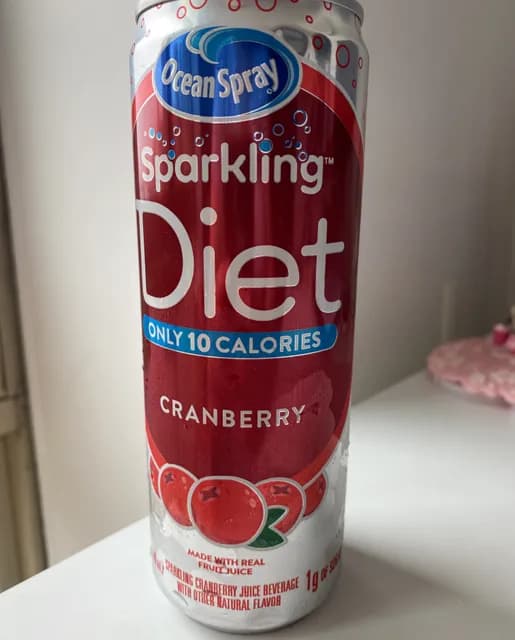 Ocean Spray
Sparkling™
Diet
ONLY 10 CALORIES
CRANBERRY
MADE WITH REAL
FRUIT JUICE
SPARKLING CRANBERRY JUICE BEVERAGE
WITH OTHER NATURAL FLAVOR
1g OF